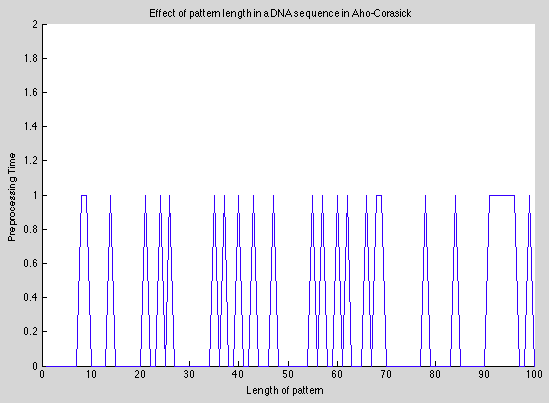 Effect of pattern length in a DNA sequence in Aho-Corasick
2
1.8
1.6
1.4
1.2
1
0.8
0.6
0.4
0.2
0
Preprocessing Time
0 10 20 30 40 50 60 70 80 90 100
Length of pattern